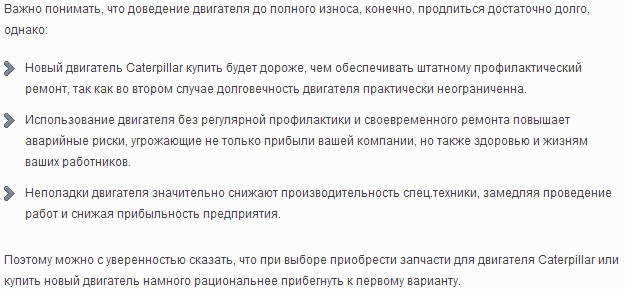 Важно понимать, что доведение двигателя до полного износа, конечно, продлиться достаточно долго,
однако:
Новый двигатель Caterpillar купить будет дороже, чем обеспечивать штатному профилактический
ремонт, так как во втором случае долговечность двигателя практически неограниченна.
Использование двигателя без регулярной профилактики и своевременного ремонта повышает
аварийные риски, угрожающие не только прибыли вашей компании, но также здоровью и жизням
ваших работников.
Неполадки двигателя значительно снижают производительность спец.техники, замедляя проведение
работ и снижая прибыльность предприятия.
Поэтому можно с уверенностью сказать, что при выборе приобрести запчасти для двигателя Caterpillar или
купить новый двигатель намного рациональнее прибегнуть к первому варианту.